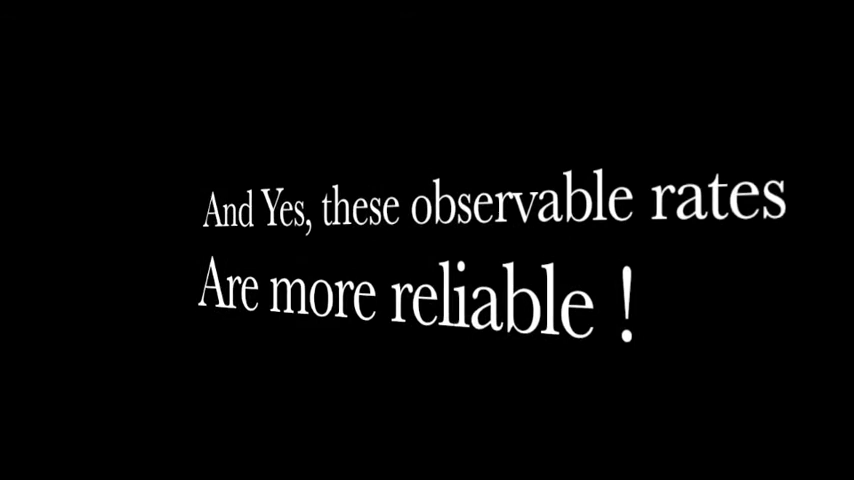 And Yes, these observable rates
Are more reliable !